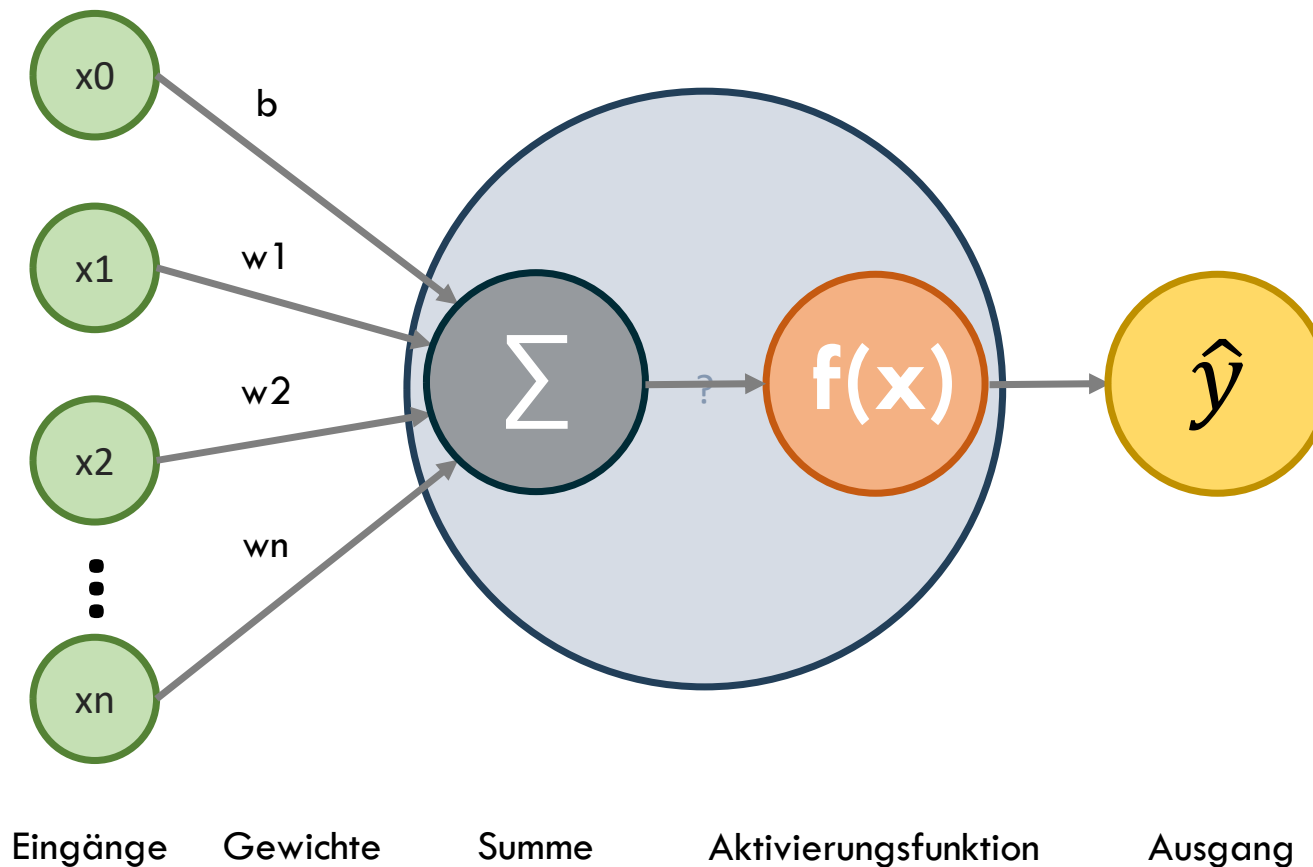 x0
b
x1
w1
x2
w2
wn
xn
∑
?
f(x)
ŷ
Eingänge Gewichte Summe Aktivierungsfunktion Ausgang